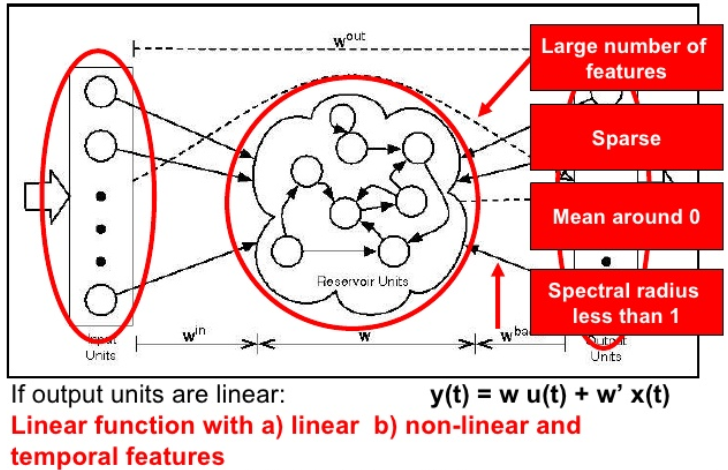 w^out
Large number of
features
Sparse
Mean around 0
Spectral radius
less than 1
Reservoir Units
Units
Units
w^in
w
If output units are linear:
y(t) = w u(t) + w’ x(t)
Linear function with a) linear b) non-linear and
temporal features